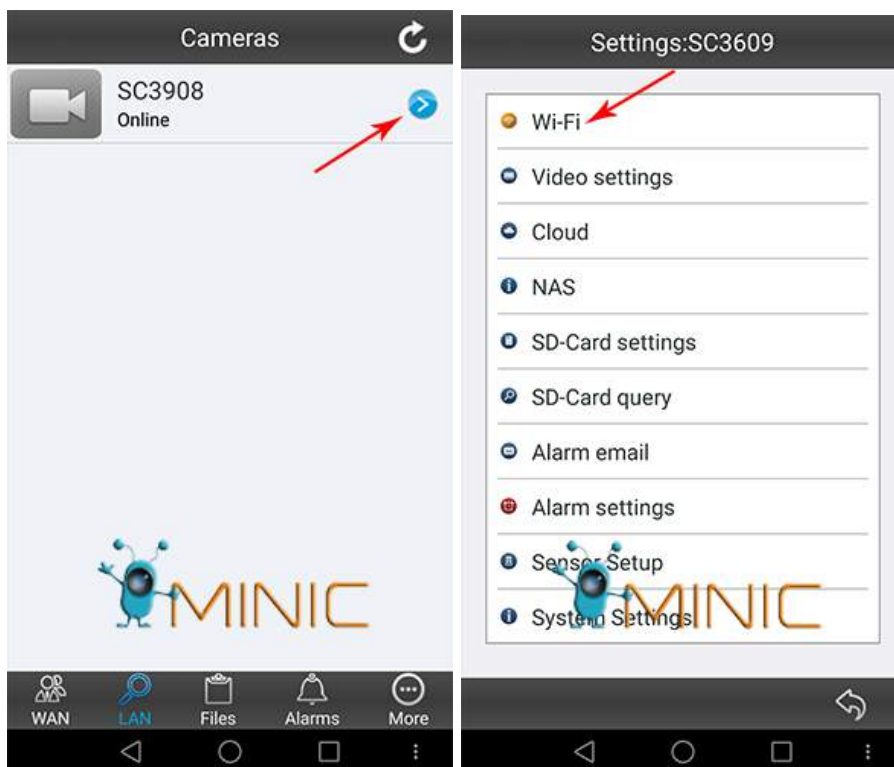 Cameras
SC3908
Online
MINIC
WAN
LAN
Files
Alarms
More
Settings:SC3609
Wi-Fi
Video settings
Cloud
NAS
SD-Card settings
SD-Card query
Alarm email
Alarm settings
Sensor Setup
System Settings
MINIC